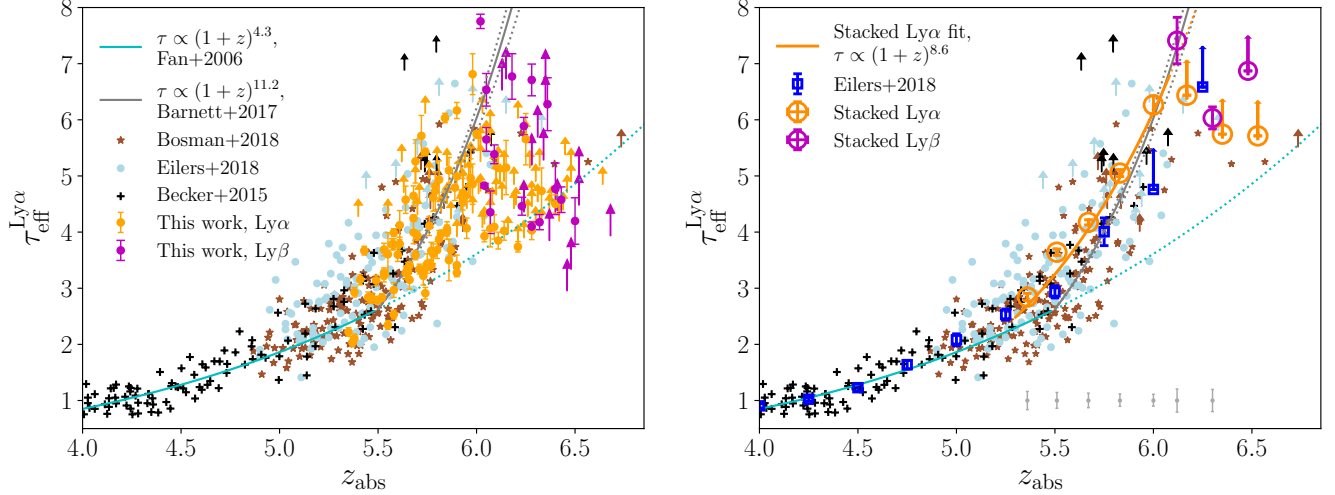 8
7
6
5
4
3
2
1
τ_eff^Lyα
τ ∝ (1 + z)^4.3,
Fan+2006
τ ∝ (1 + z)^11.2,
Barnett+2017
Bosman+2018
Eilers+2018
Becker+2015
This work, Lyα
This work, Lyβ
4.0 4.5 5.0 5.5 6.0 6.5
z_abs
8
7
6
5
4
3
2
1
τ_eff^Lyα
Stacked Lyα fit,
τ ∝ (1 + z)^8.6
Eilers+2018
Stacked Lyα
Stacked Lyβ
4.0 4.5 5.0 5.5 6.0 6.5
z_abs